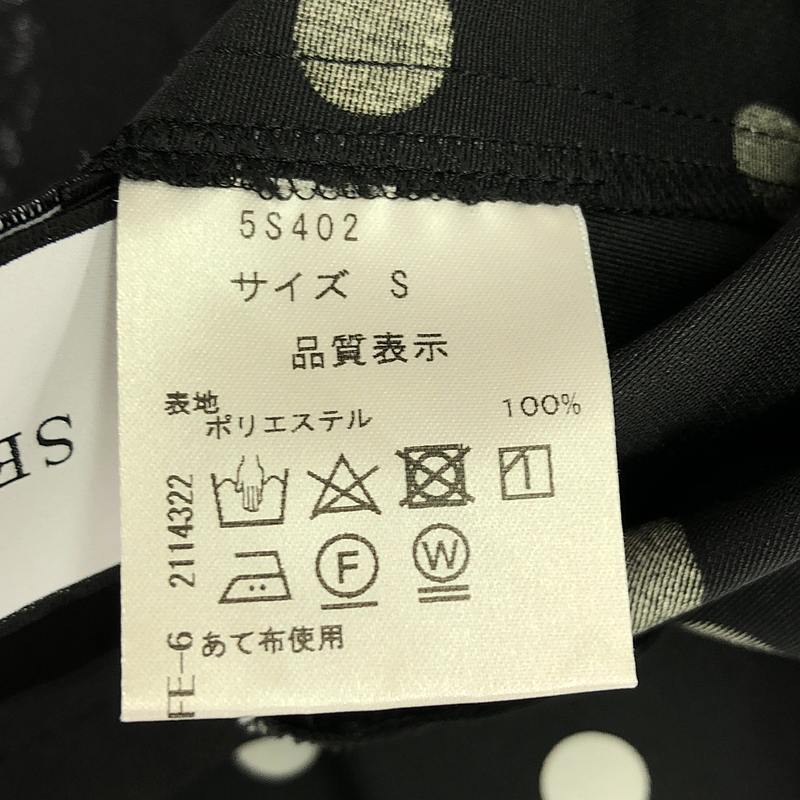 5S402
サイズ S
品質表示
表地
ポリエステル 100%
F W
あて布使用
2114322
FE-6
SE